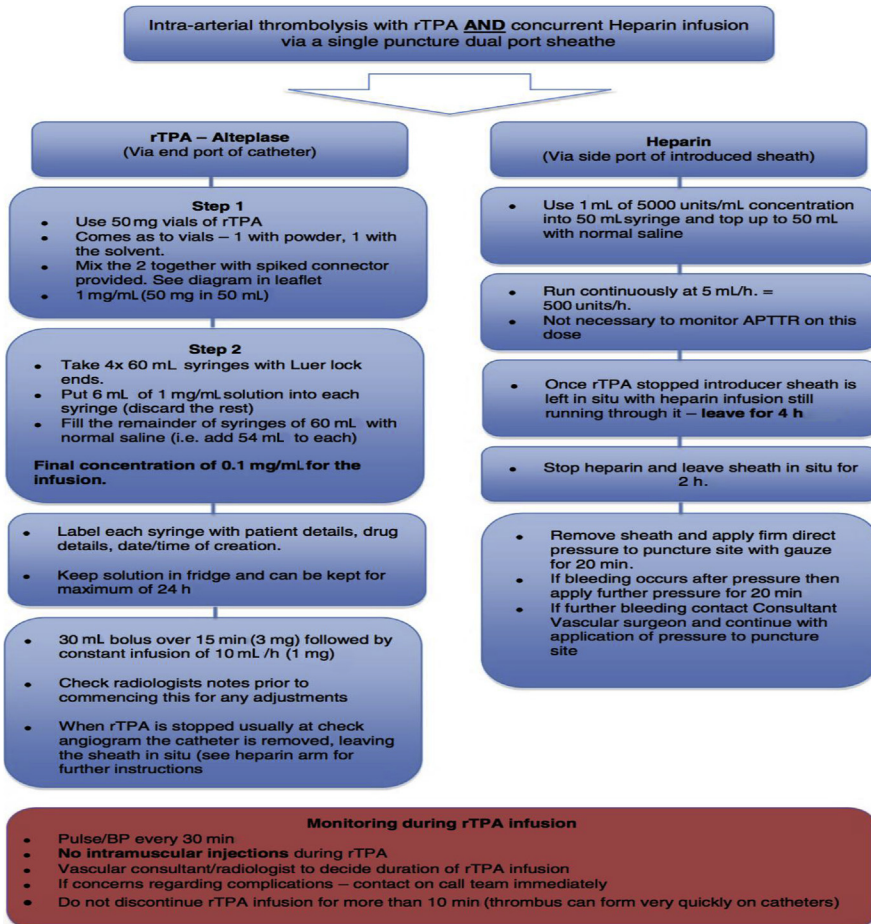 Intra-arterial thrombolysis with rTPA AND concurrent Heparin infusion
via a single puncture dual port sheathe
rTPA – Alteplase
(Via end port of catheter)
Step 1
• Use 50 mg vials of rTPA
• Comes as to vials – 1 with powder, 1 with
the solvent.
• Mix the 2 together with spiked connector
provided. See diagram in leaflet
• 1 mg/mL (50 mg in 50 mL)
Step 2
• Take 4x 60 mL syringes with Luer lock
ends.
• Put 6 mL of 1 mg/mL solution into each
syringe (discard the rest)
• Fill the remainder of syringes of 60 mL with
normal saline (i.e. add 54 mL to each)
Final concentration of 0.1 mg/mL for the
infusion.
• Label each syringe with patient details, drug
details, date/time of creation.
• Keep solution in fridge and can be kept for
maximum of 24 h
• 30 mL bolus over 15 min (3 mg) followed by
constant infusion of 10 mL /h (1 mg)
• Check radiologists notes prior to
commencing this for any adjustments
• When rTPA is stopped usually at check
angiogram the catheter is removed, leaving
the sheath in situ (see heparin arm for
further instructions
Heparin
(Via side port of introduced sheath)
• Use 1 mL of 5000 units/mL concentration
into 50 mL syringe and top up to 50 mL
with normal saline
• Run continuously at 5 mL/h. =
500 units/h.
• Not necessary to monitor APTTR on this
dose
• Once rTPA stopped introducer sheath is
left in situ with heparin infusion still
running through it – leave for 4 h
• Stop heparin and leave sheath in situ for
2 h.
• Remove sheath and apply firm direct
pressure to puncture site with gauze
for 20 min.
• If bleeding occurs after pressure then
apply further pressure for 20 min
• If further bleeding contact Consultant
Vascular surgeon and continue with
application of pressure to puncture
site
Monitoring during rTPA infusion
• Pulse/BP every 30 min
• No intramuscular injections during rTPA
• Vascular consultant/radiologist to decide duration of rTPA infusion
• If concerns regarding complications – contact on call team immediately
• Do not discontinue rTPA infusion for more than 10 min (thrombus can form very quickly on catheters)